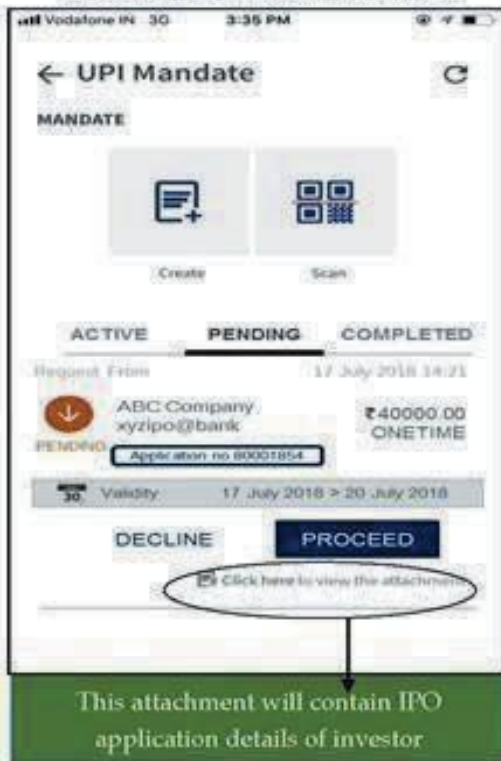 Vodafone IN 3G 3:35 PM
← UPI Mandate
MANDATE
Create Scan
ACTIVE PENDING COMPLETED
Request From 17 July 2018 14:21
ABC Company ₹40000.00
xyzipo@bank ONETIME
PENDING
Application no 80001854
30 Validity 17 July 2018 > 20 July 2018
DECLINE PROCEED
Click here to view the attachment
This attachment will contain IPO
application details of investor